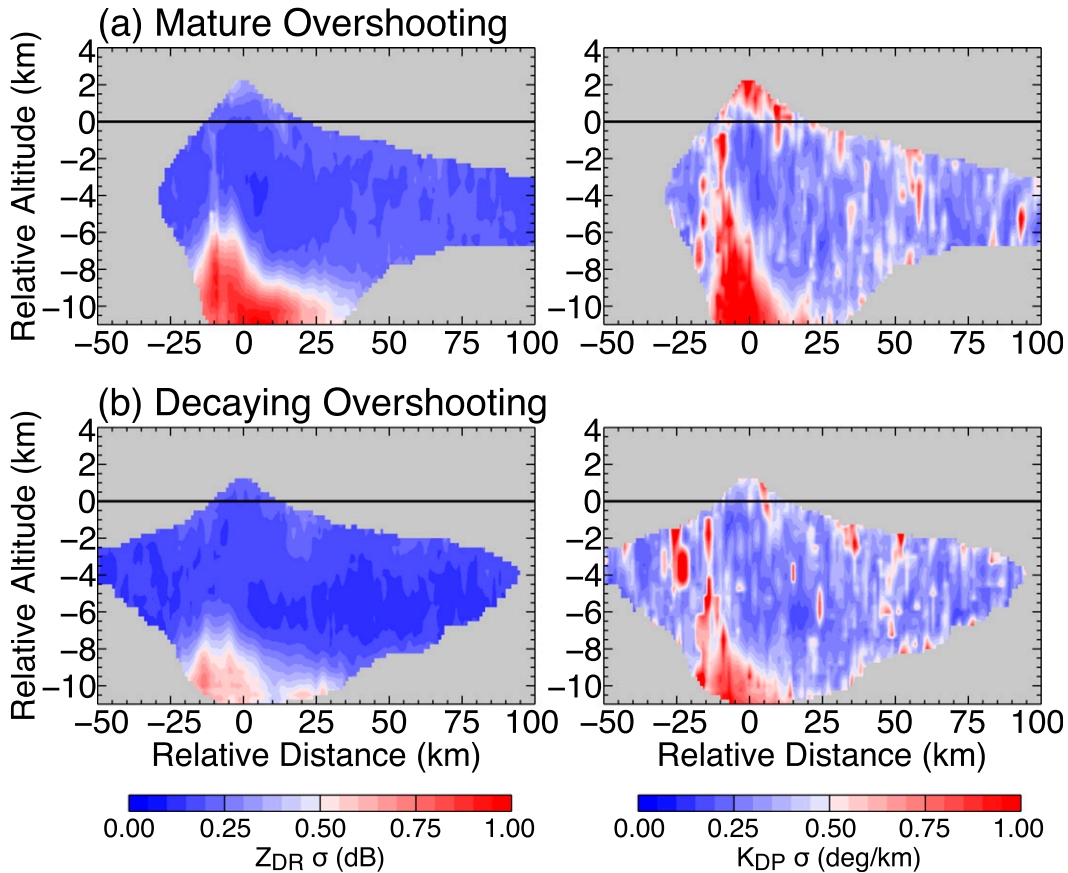 (a) Mature Overshooting
Relative Altitude (km)
4
2
0
−2
−4
−6
−8
−10
−50 −25 0 25 50 75 100
4
2
0
−2
−4
−6
−8
−10
−50 −25 0 25 50 75 100
(b) Decaying Overshooting
Relative Altitude (km)
4
2
0
−2
−4
−6
−8
−10
−50 −25 0 25 50 75 100
Relative Distance (km)
4
2
0
−2
−4
−6
−8
−10
−50 −25 0 25 50 75 100
Relative Distance (km)
0.00 0.25 0.50 0.75 1.00
ZDR σ (dB)
0.00 0.25 0.50 0.75 1.00
KDP σ (deg/km)